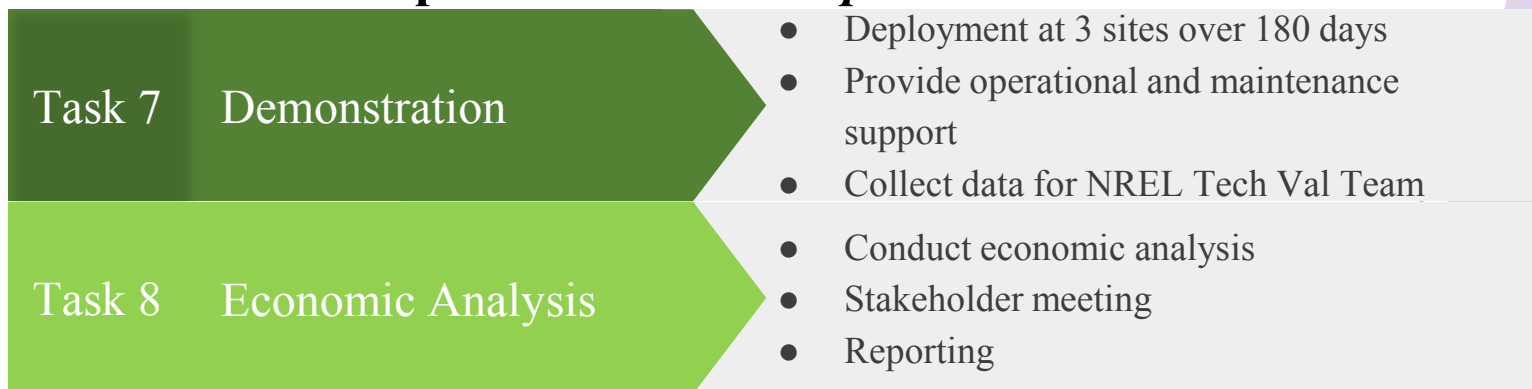 Task 7 Demonstration
● Deployment at 3 sites over 180 days
● Provide operational and maintenance
support
● Collect data for NREL Tech Val Team
Task 8 Economic Analysis
● Conduct economic analysis
● Stakeholder meeting
● Reporting